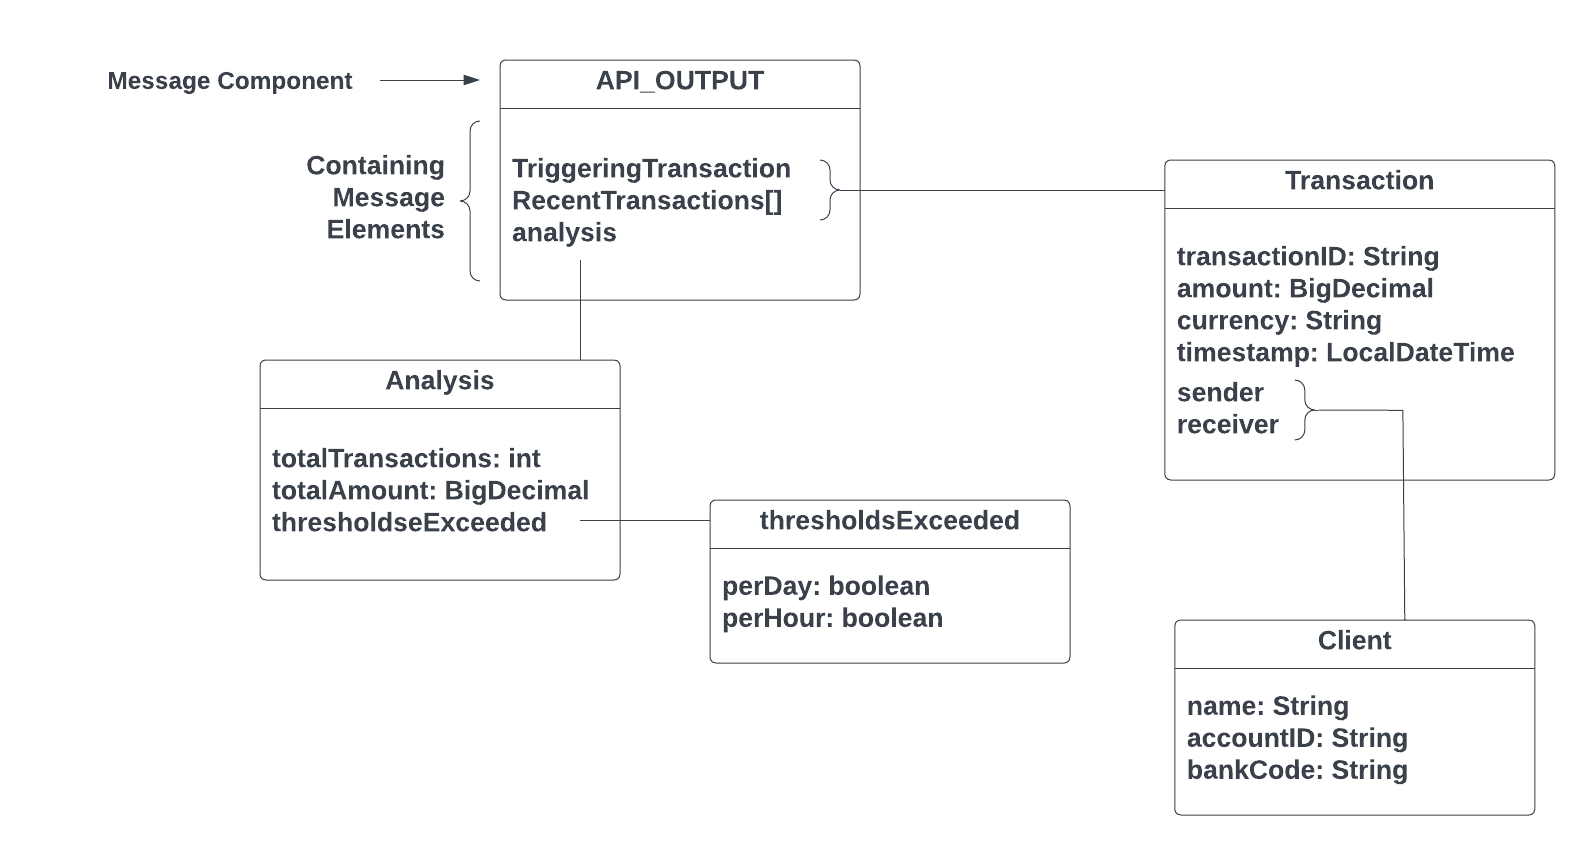 Message Component
API_OUTPUT
Containing
Message
Elements
TriggeringTransaction
RecentTransactions[]
analysis
Transaction
transactionID: String
amount: BigDecimal
currency: String
timestamp: LocalDateTime
sender
receiver
Analysis
totalTransactions: int
totalAmount: BigDecimal
thresholdseExceeded
thresholdsExceeded
perDay: boolean
perHour: boolean
Client
name: String
accountID: String
bankCode: String